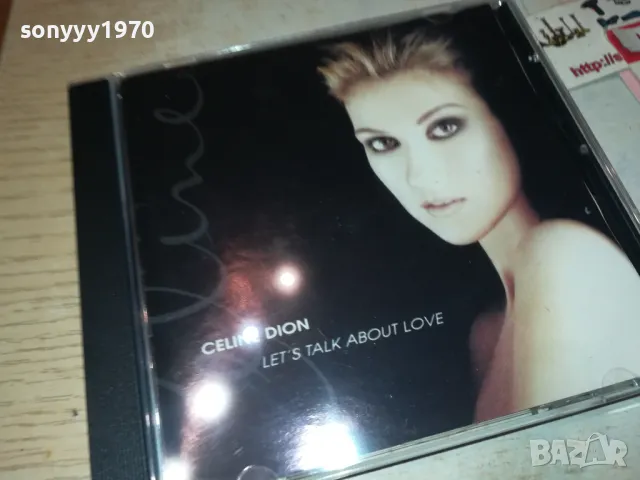 sonyyy1970
http://s
CELINE DION
LET'S TALK ABOUT LOVE
BAZAR